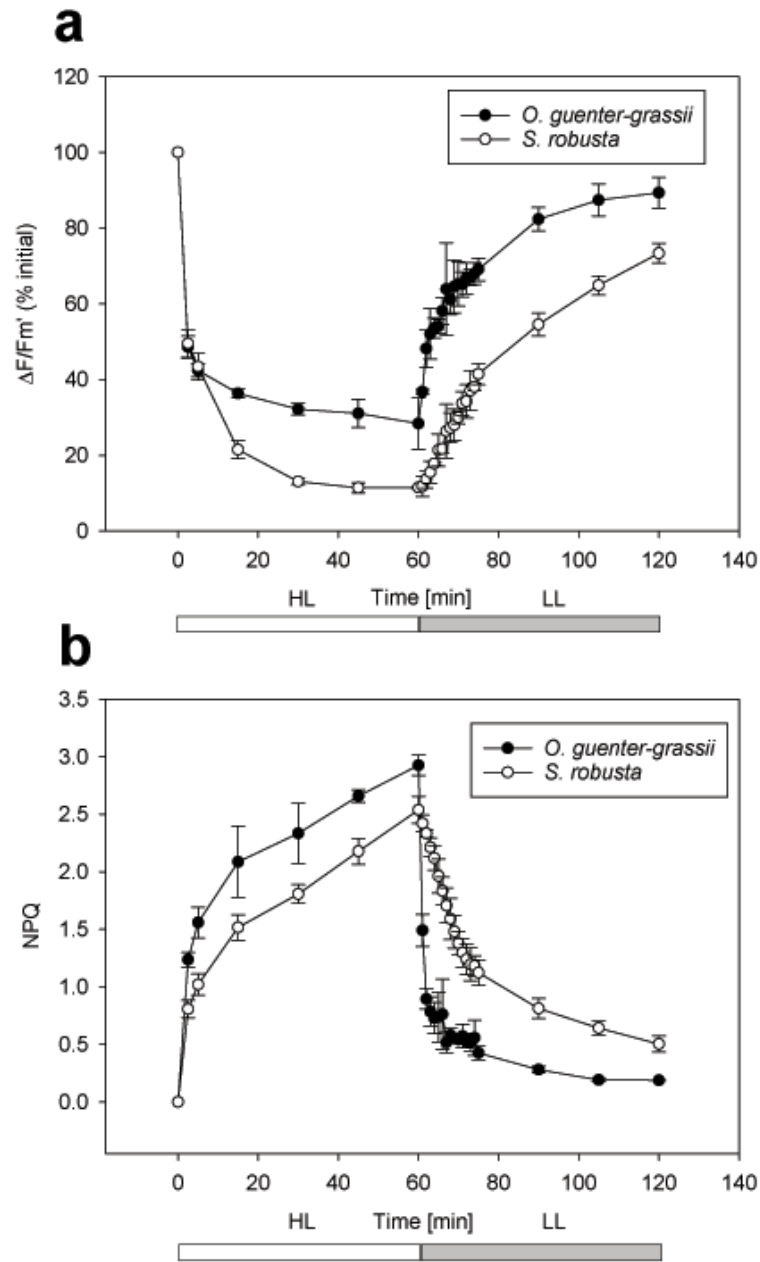 a
120
100
80
60
40
20
0
ΔF/Fm' (% initial)
O. guenter-grassii
S. robusta
0 20 40 60 80 100 120 140
HL Time [min] LL
b
3.5
3.0
2.5
2.0
1.5
1.0
0.5
0.0
NPQ
O. guenter-grassii
S. robusta
0 20 40 60 80 100 120 140
HL Time [min] LL